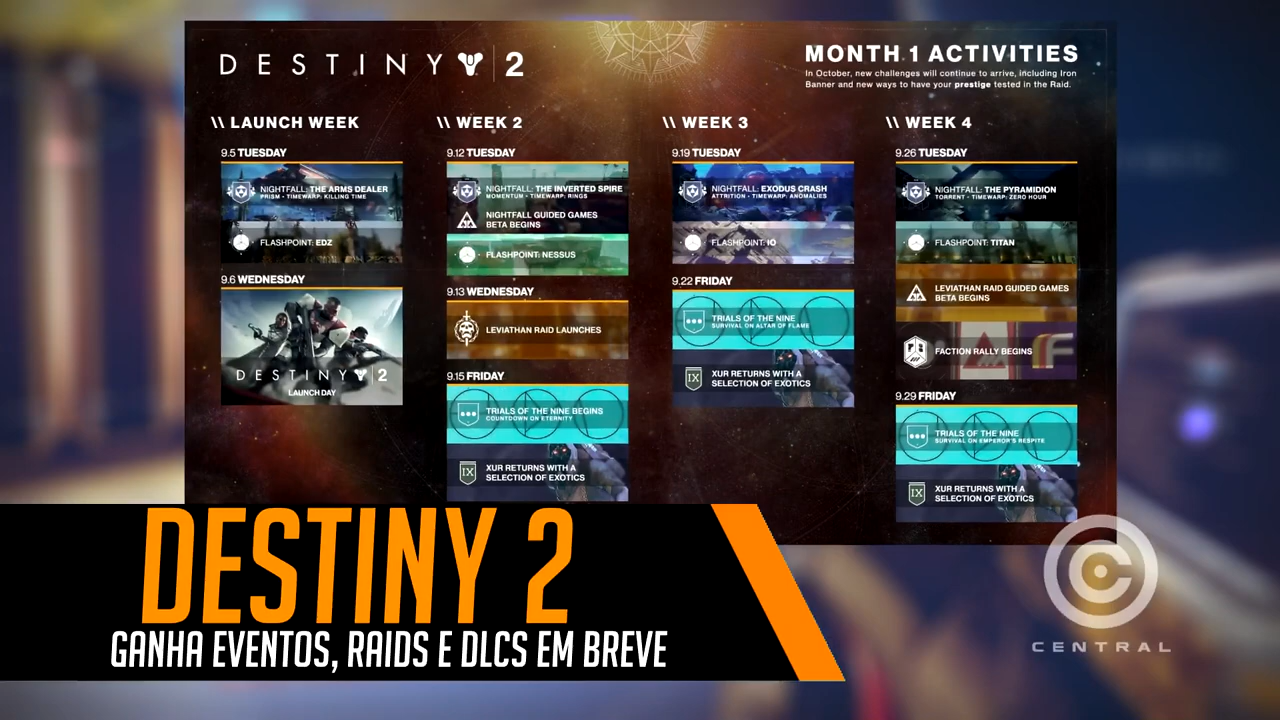 DESTINY 2
MONTH 1 ACTIVITIES
In October, new challenges will continue to arrive, including Iron
Banner and new ways to have your prestige tested in the Raid.
\\ LAUNCH WEEK
9.5 TUESDAY
NIGHTFALL: THE ARMS DEALER
PRISM - TIMEWARP: KILLING TIME
FLASHPOINT: EDZ
9.6 WEDNESDAY
DESTINY 2
LAUNCH DAY
\\ WEEK 2
9.12 TUESDAY
NIGHTFALL: THE INVERTED SPIRE
MOMENTUM - TIMEWARP: RINGS
NIGHTFALL GUIDED GAMES
BETA BEGINS
FLASHPOINT: NESSUS
9.13 WEDNESDAY
LEVIATHAN RAID LAUNCHES
9.15 FRIDAY
TRIALS OF THE NINE BEGINS
COUNTDOWN ON ETERNITY
IX
XUR RETURNS WITH A
SELECTION OF EXOTICS
\\ WEEK 3
9.19 TUESDAY
NIGHTFALL: EXODUS CRASH
ATTRITION - TIMEWARP: ANOMALIES
FLASHPOINT: IO
9.22 FRIDAY
TRIALS OF THE NINE
SURVIVAL ON ALTAR OF FLAME
IX
XUR RETURNS WITH A
SELECTION OF EXOTICS
\\ WEEK 4
9.26 TUESDAY
NIGHTFALL: THE PYRAMIDION
TORRENT - TIMEWARP: ZERO HOUR
FLASHPOINT: TITAN
LEVIATHAN RAID GUIDED GAMES
BETA BEGINS
FACTION RALLY BEGINS
9.29 FRIDAY
TRIALS OF THE NINE
SURVIVAL ON EMPEROR'S RESPITE
IX
XUR RETURNS WITH A
SELECTION OF EXOTICS
DESTINY 2
GANHA EVENTOS, RAIDS E DLCS EM BREVE
CENTRAL